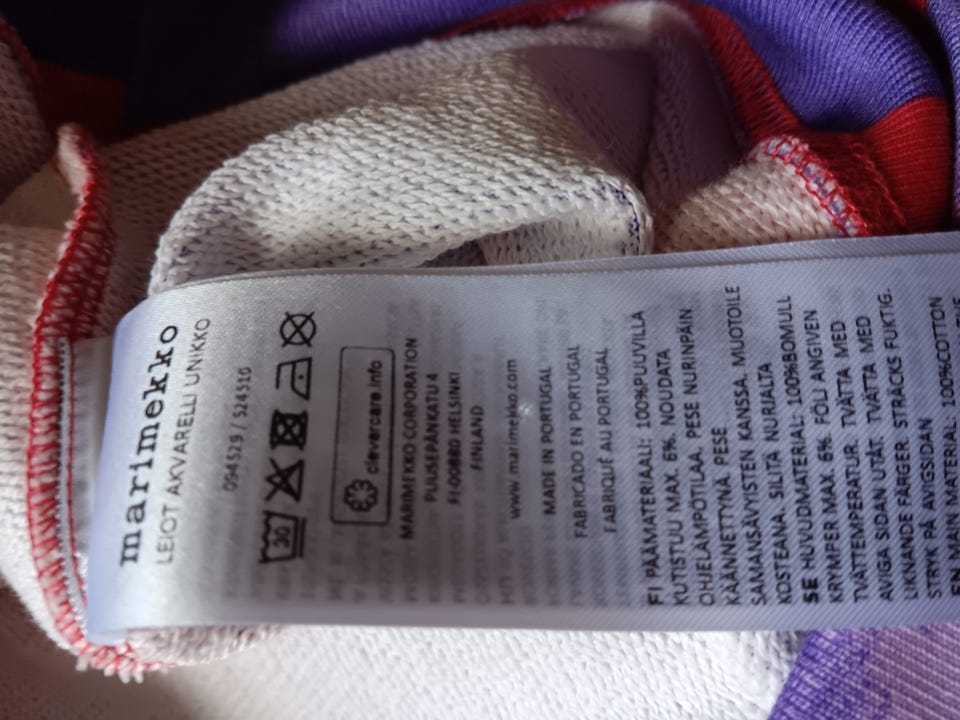 marimekko
LEIOT AKVARELLI UNIKKO
094529 / 524510
30
clevercare.info
MARIMEKKO CORPORATION
PUUSEPÄNKATU 4
FI-00880 HELSINKI
FINLAND
www.marimekko.com
MADE IN PORTUGAL
FABRICADO EN PORTUGAL
FABRIQUÉ AU PORTUGAL
FI PÄÄMATERIAALI: 100%PUUVILLA
KUTISTUU MAX. 6%. NOUDATA
OHJELÄMPÖTILAA. PESE NURINPÄIN
KÄÄNNETTYNÄ. PESE
SAMANSÄVYISTEN KANSSA. MUOTOILE
KOSTEANA. SILITÄ NURJALTA
SE HUVUDMATERIAL: 100%BOMULL
KRYMPER MAX. 6%. FÖLJ ANGIVEN
TVÄTTEMPERATUR. TVÄTTA MED
AVIGA SIDAN UTÅT. TVÄTTA MED
LIKNANDE FÄRGER. STRÄCKS FUKTIG.
STRYK PÅ AVIGSIDAN
EN MAIN MATERIAL: 100%COTTON